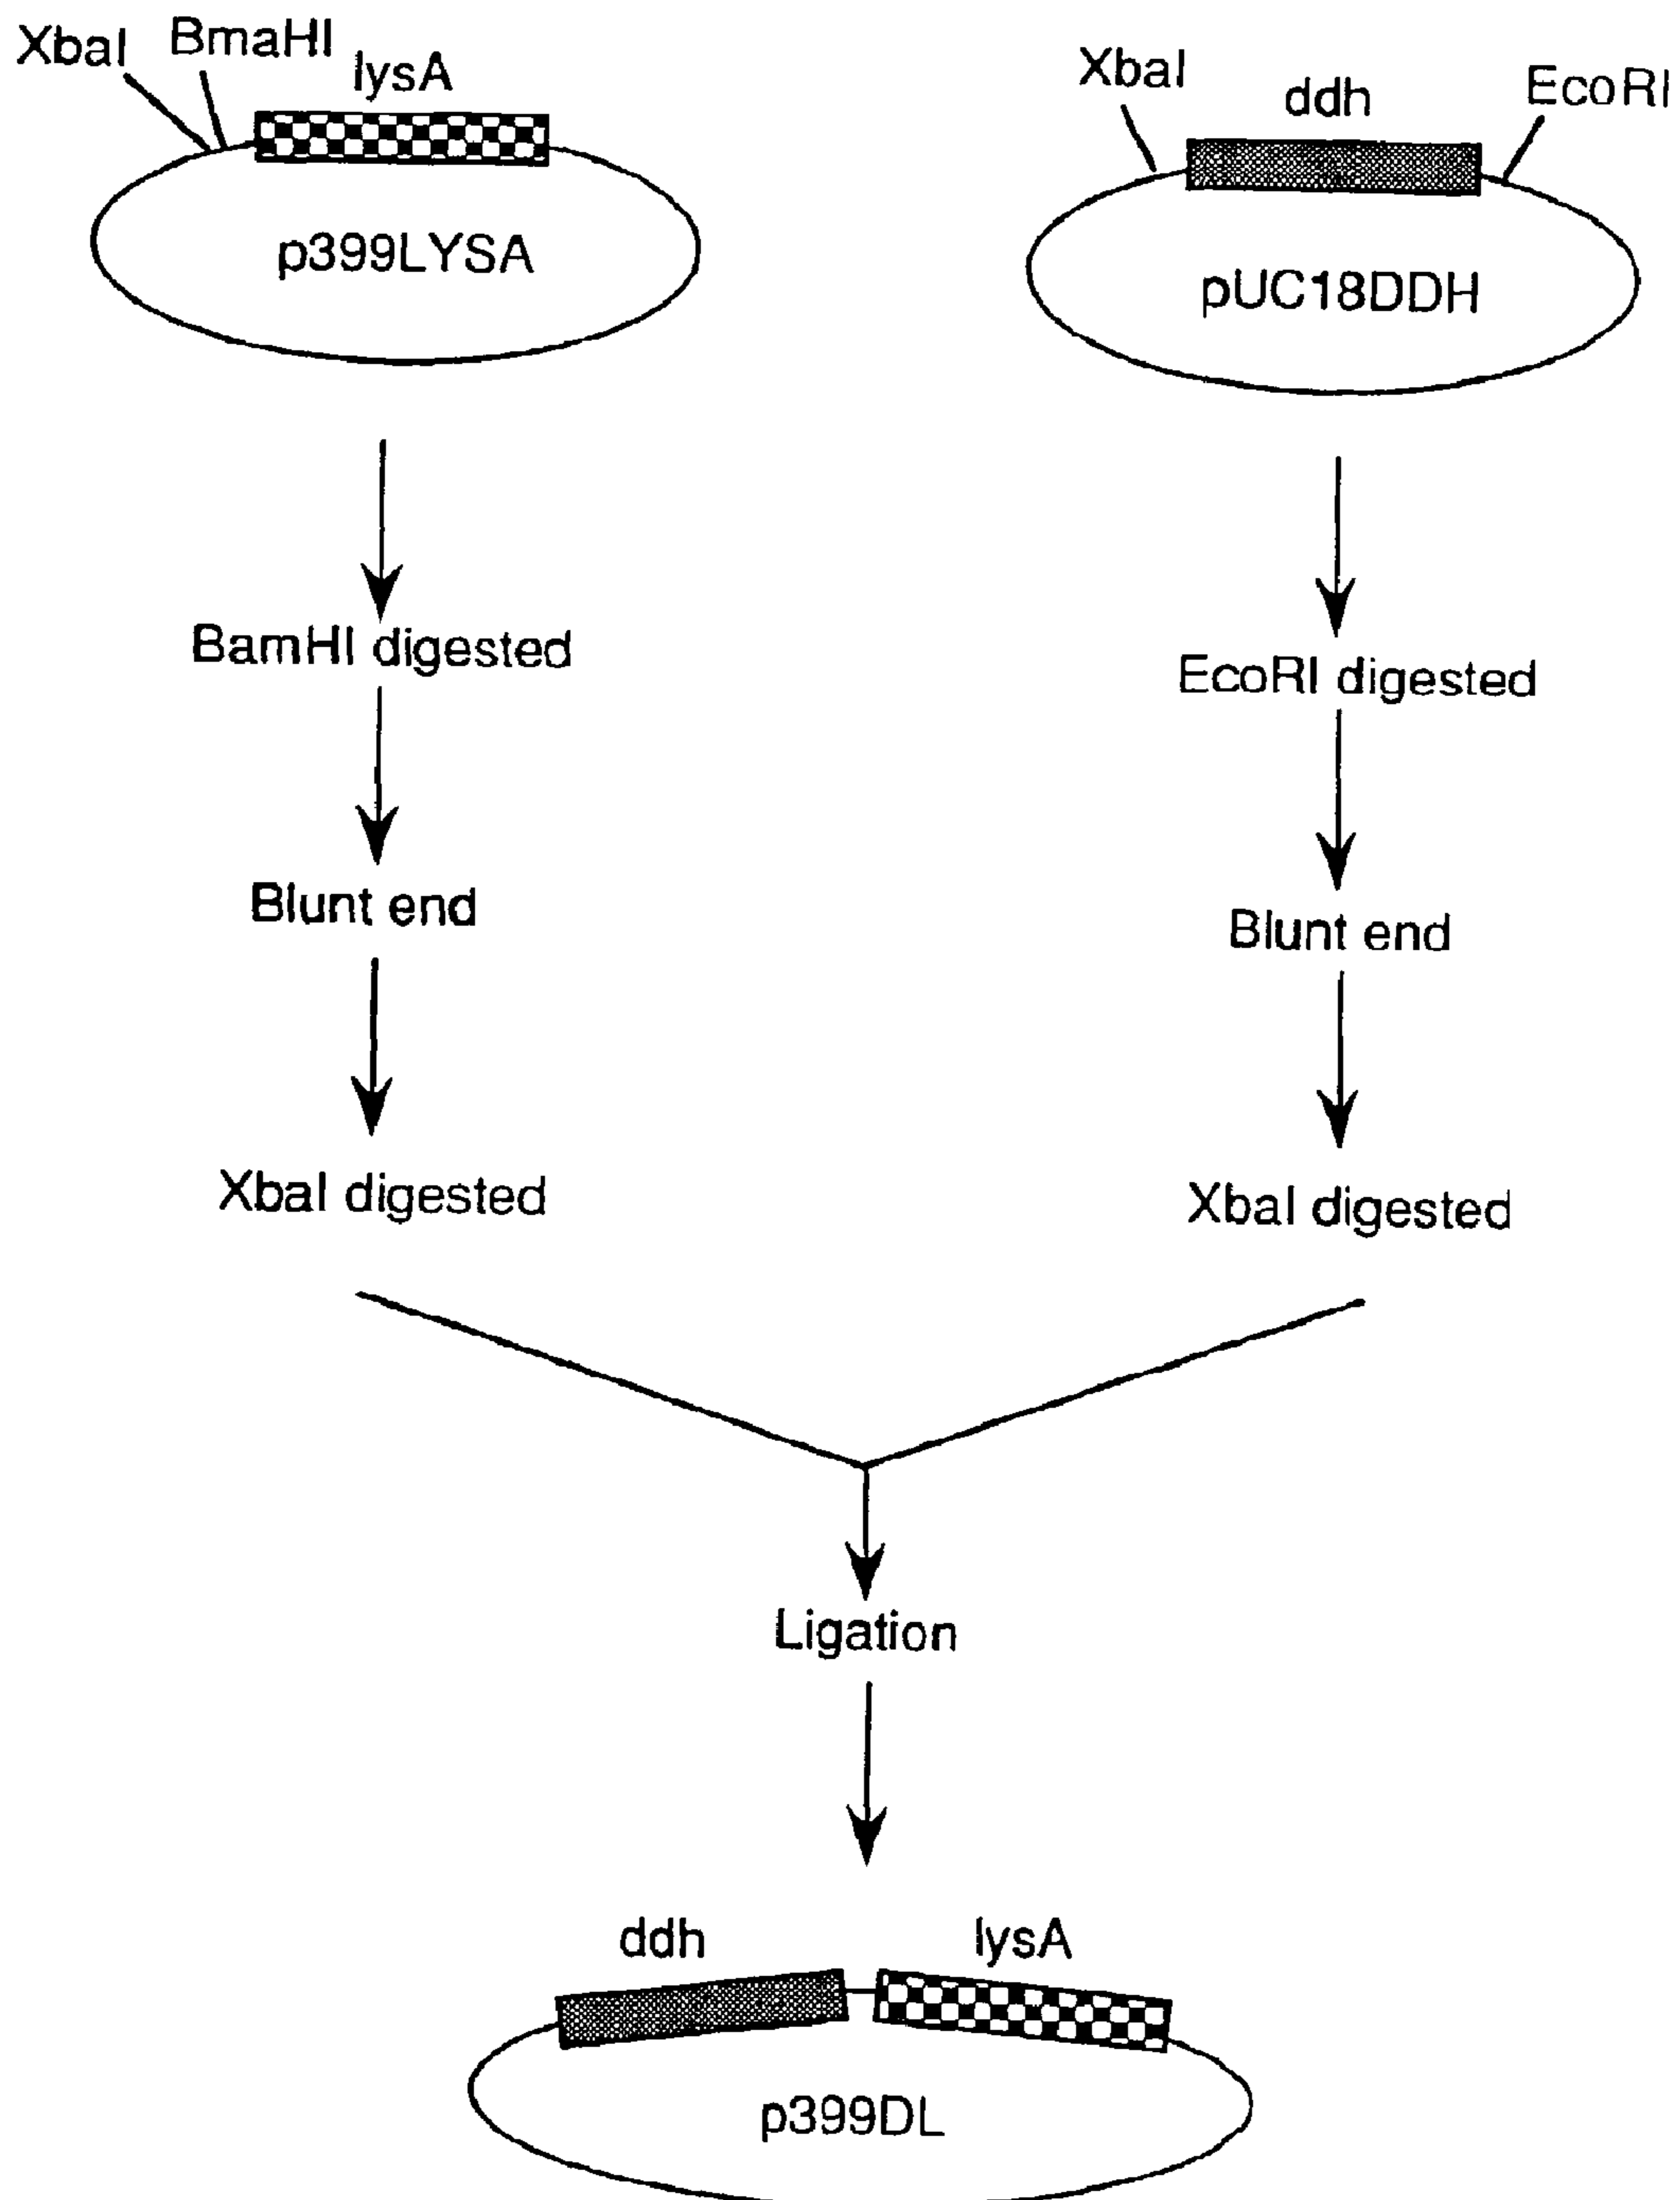 XbaI
BmaHI
lysA
p399LYSA
XbaI
ddh
EcoRI
pUC18DDH
BamHI digested
Blunt end
XbaI digested
EcoRI digested
Blunt end
XbaI digested
Ligation
ddh
lysA
p399DL